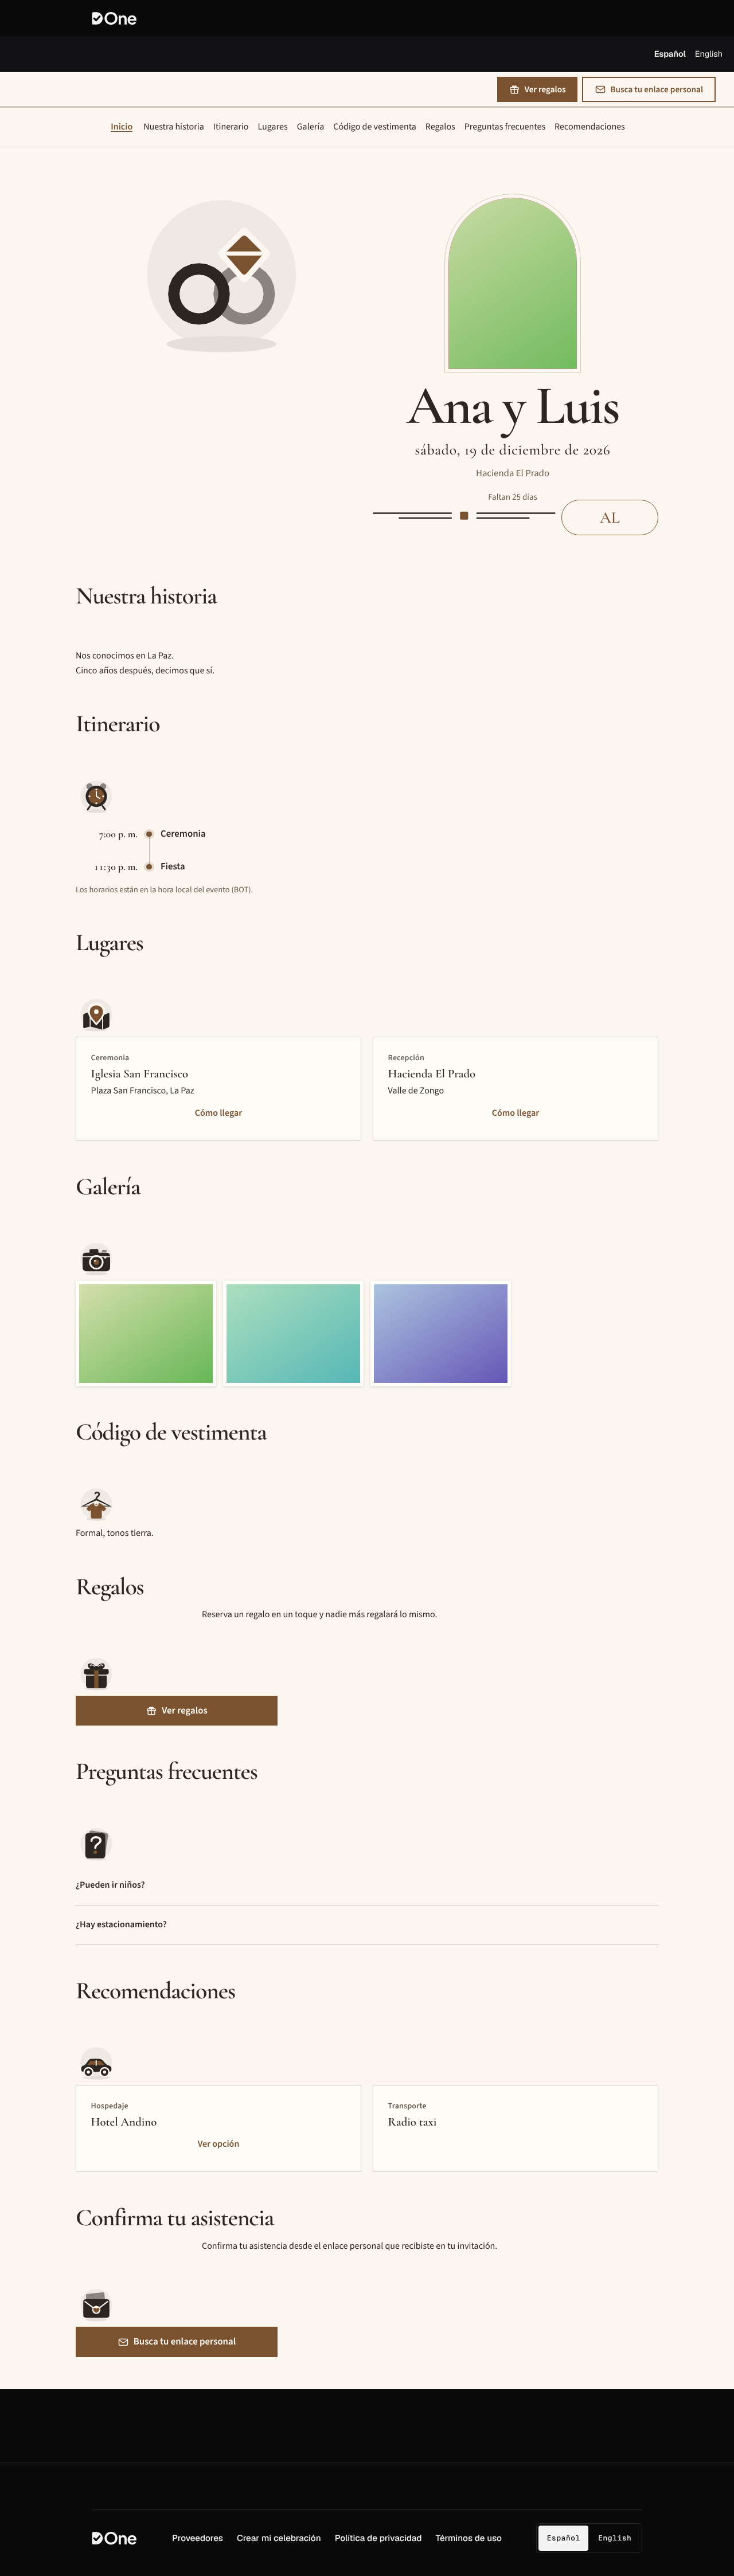 One
Español English
Ver regalos Busca tu enlace personal
Inicio Nuestra historia Itinerario Lugares Galería Código de vestimenta Regalos Preguntas frecuentes Recomendaciones
Ana y Luis
sábado, 19 de diciembre de 2026
Hacienda El Prado
Faltan 25 días
AL
Nuestra historia
Nos conocimos en La Paz.
Cinco años después, decimos que sí.
Itinerario
7:00 p. m. Ceremonia
11:30 p. m. Fiesta
Los horarios están en la hora local del evento (BOT).
Lugares
Ceremonia
Iglesia San Francisco
Plaza San Francisco, La Paz
Cómo llegar
Recepción
Hacienda El Prado
Valle de Zongo
Cómo llegar
Galería
Código de vestimenta
Formal, tonos tierra.
Regalos
Reserva un regalo en un toque y nadie más regalará lo mismo.
Ver regalos
Preguntas frecuentes
?
¿Pueden ir niños?
¿Hay estacionamiento?
Recomendaciones
Hospedaje
Hotel Andino
Ver opción
Transporte
Radio taxi
Confirma tu asistencia
Confirma tu asistencia desde el enlace personal que recibiste en tu invitación.
Busca tu enlace personal
One
Proveedores Crear mi celebración Política de privacidad Términos de uso
Español English